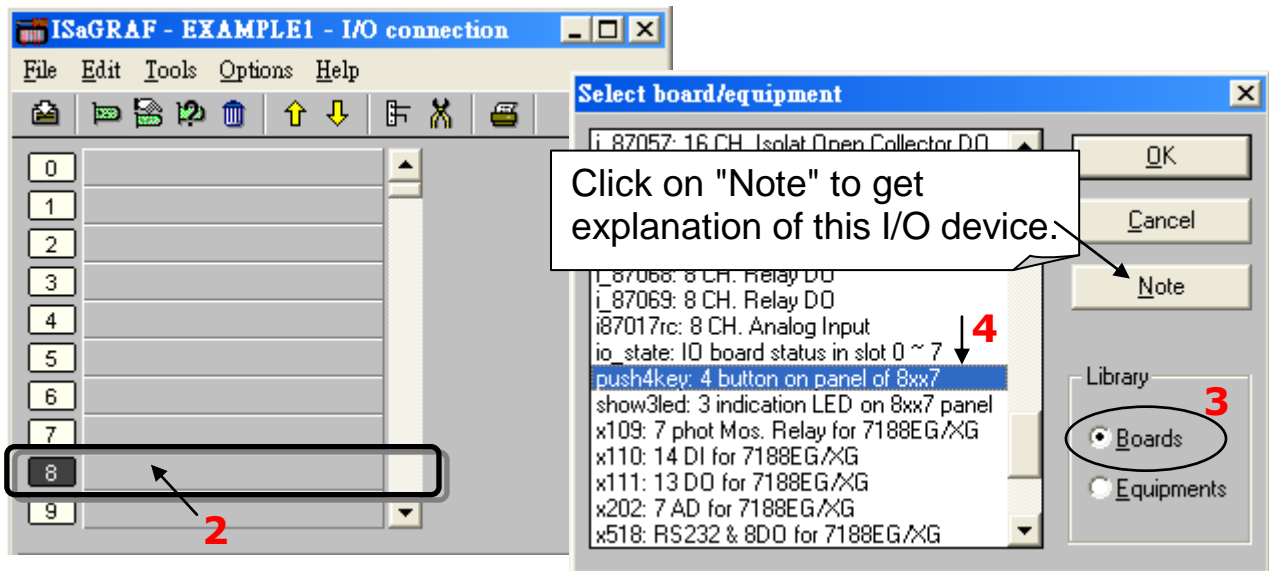 ISaGRAF - EXAMPLE1 - I/O connection
File Edit Tools Options Help
0
1
2
3
4
5
6
7
8
9
2
Select board/equipment
i_87057: 16 CH. Isolat Open Collector DO
Click on "Note" to get
explanation of this I/O device.
i_87068: 8 CH. Relay DO
i_87069: 8 CH. Relay DO
i87017rc: 8 CH. Analog Input
io_state: IO board status in slot 0 ~ 7
push4key: 4 button on panel of 8xx7
show3led: 3 indication LED on 8xx7 panel
x109: 7 phot Mos. Relay for 7188EG/XG
x110: 14 DI for 7188EG/XG
x111: 13 DO for 7188EG/XG
x202: 7 AD for 7188EG/XG
x518: RS232 & 8DO for 7188EG/XG
4
OK
Cancel
Note
Library
3
Boards
Equipments